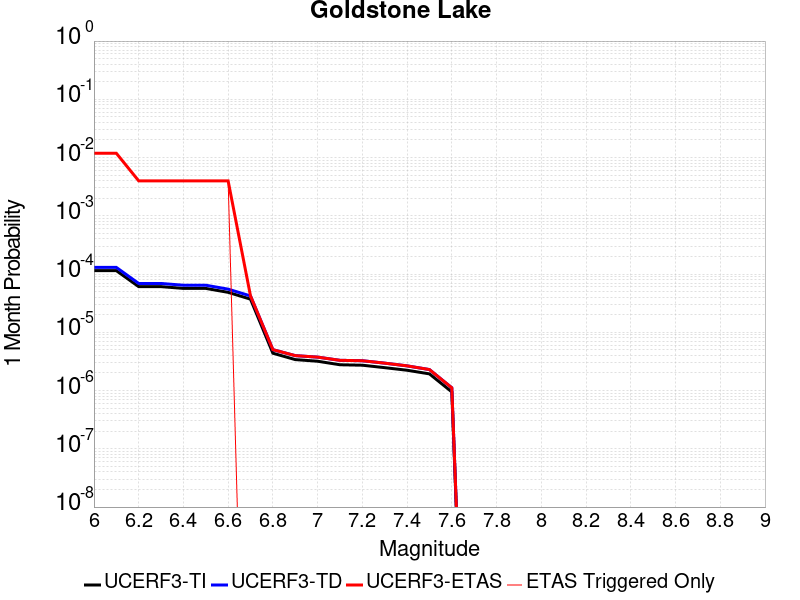 Goldstone Lake
10^0
10^-1
10^-2
10^-3
10^-4
10^-5
10^-6
10^-7
10^-8
1 Month Probability
6 6.2 6.4 6.6 6.8 7 7.2 7.4 7.6 7.8 8 8.2 8.4 8.6 8.8 9
Magnitude
UCERF3-TI UCERF3-TD UCERF3-ETAS ETAS Triggered Only